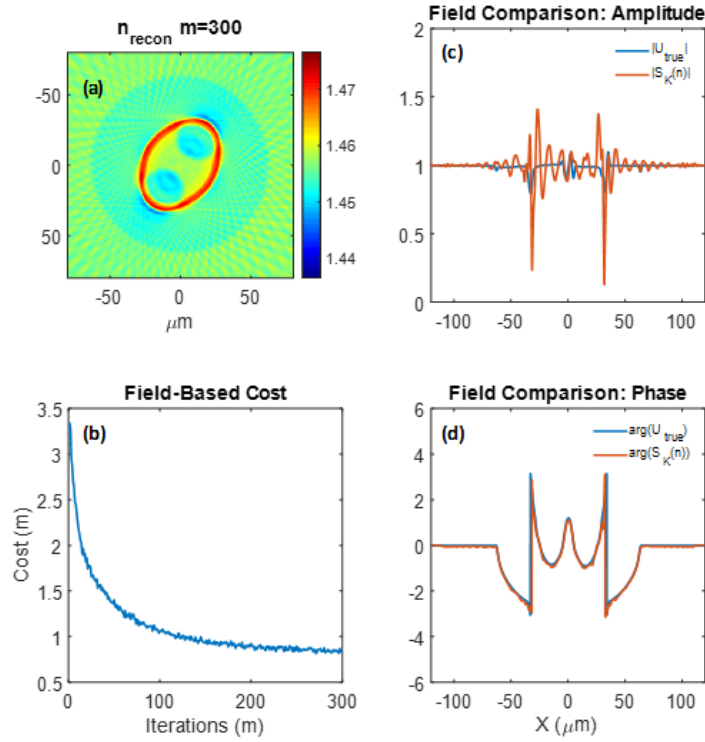 n_recon m=300
(a)
-50
0
50
-50 0 50
μm
1.47
1.46
1.45
1.44
Field Comparison: Amplitude
(c)
|U_true|
|S_K(n)|
2
1.5
1
0.5
0
-100 -50 0 50 100
Field-Based Cost
(b)
3.5
3
2.5
2
1.5
1
0.5
Cost (m)
0 100 200 300
Iterations (m)
Field Comparison: Phase
(d)
arg(U_true)
arg(S_K(n))
6
4
2
0
-2
-4
-6
-100 -50 0 50 100
X (μm)